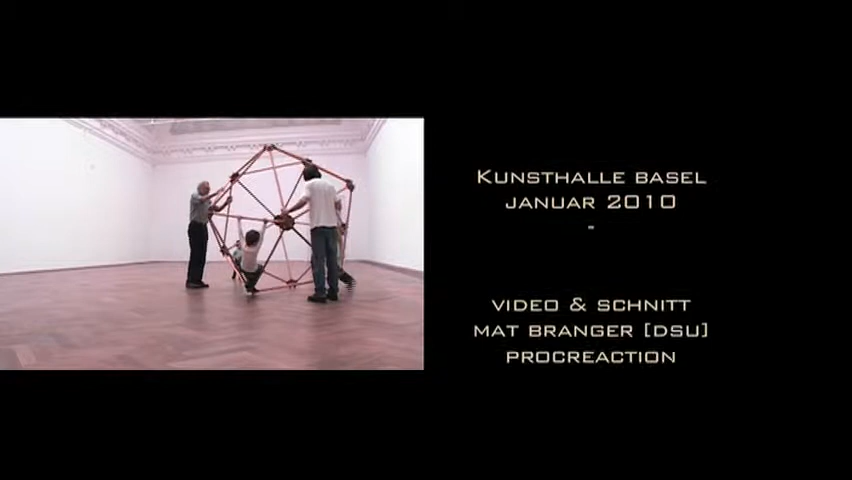 KUNSTHALLE BASEL
JANUAR 2010
-
VIDEO & SCHNITT
MAT BRANGER [DSU]
PROCREACTION